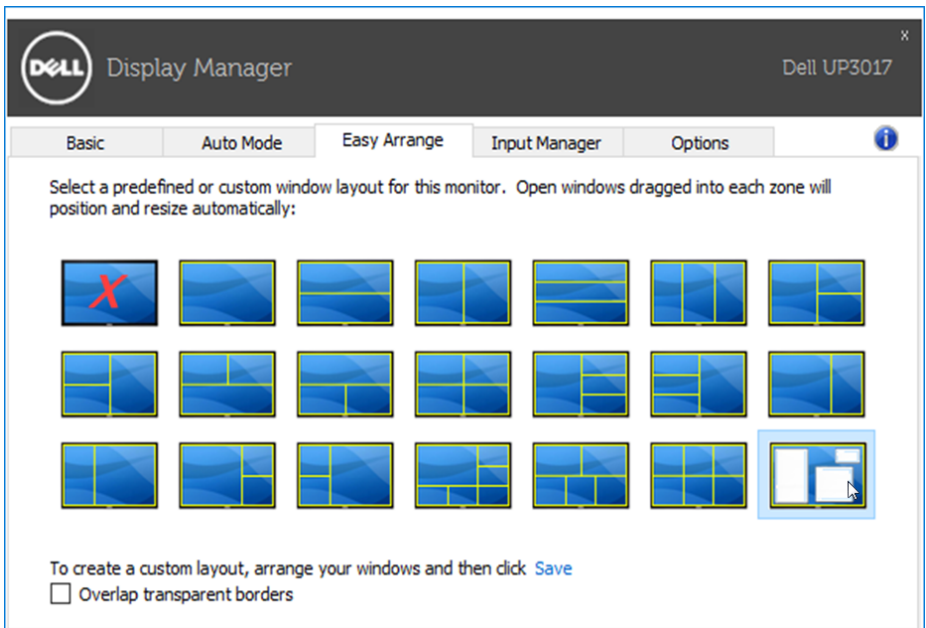 x
DELL
Display Manager
Dell UP3017
Basic
Auto Mode
Easy Arrange
Input Manager
Options
i
Select a predefined or custom window layout for this monitor. Open windows dragged into each zone will
position and resize automatically:
X
To create a custom layout, arrange your windows and then click Save
Overlap transparent borders